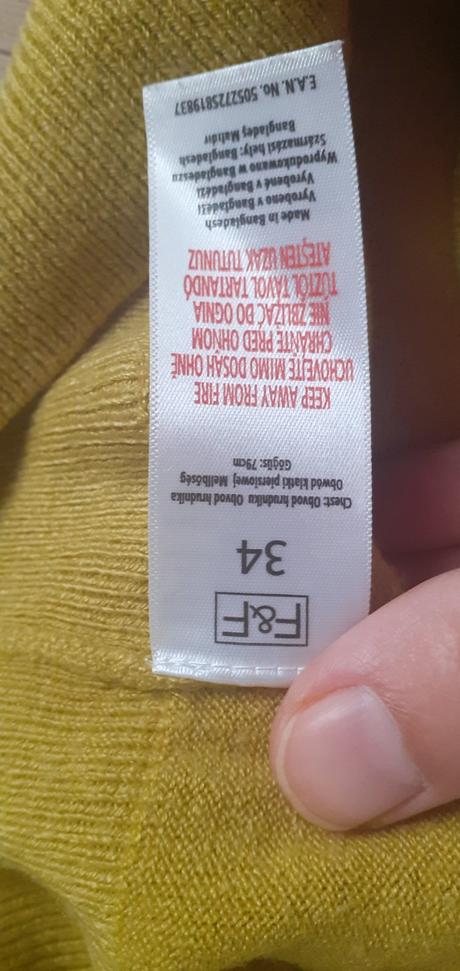 F&F
34
Chest: Obvod hrudníku Obvod hrudníka
Obwód klatki piersiowej Mellbőség
Göğüs: 79cm
KEEP AWAY FROM FIRE
UCHOVEJTE MIMO DOSAH OHNĚ
CHRÁŇTE PRED OHŇOM
NIE ZBLIŻAĆ DO OGNIA
TŰZTŐL TÁVOL TARTANDÓ
ATEŞTEN UZAK TUTUNUZ
Made in Bangladesh
Vyrobeno v Bangladéši
Vyrobené v Bangladéši
Wyprodukowano w Bangladeszu
Származási hely: Bangladesh
Bangladeş Malıdır
E.A.N. No. 5052725819837